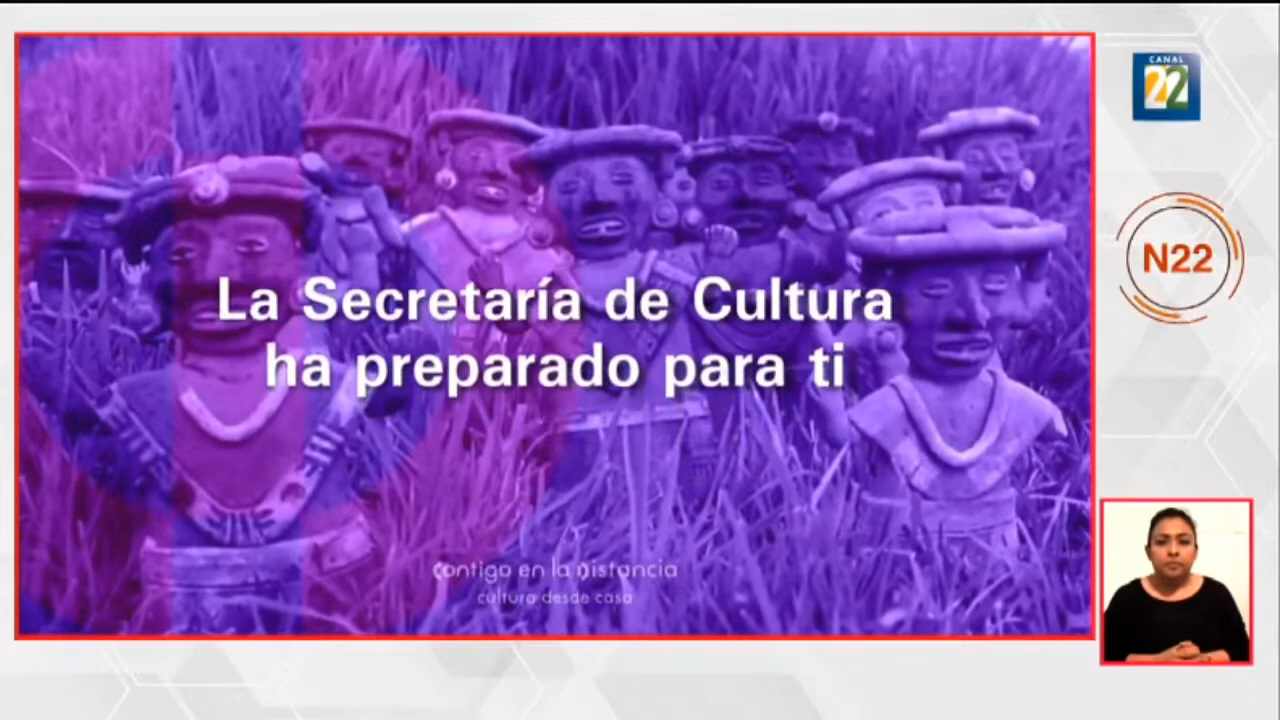 La Secretaría de Cultura
ha preparado para ti
contigo en la distancia
cultura desde casa
CANAL
22
N22